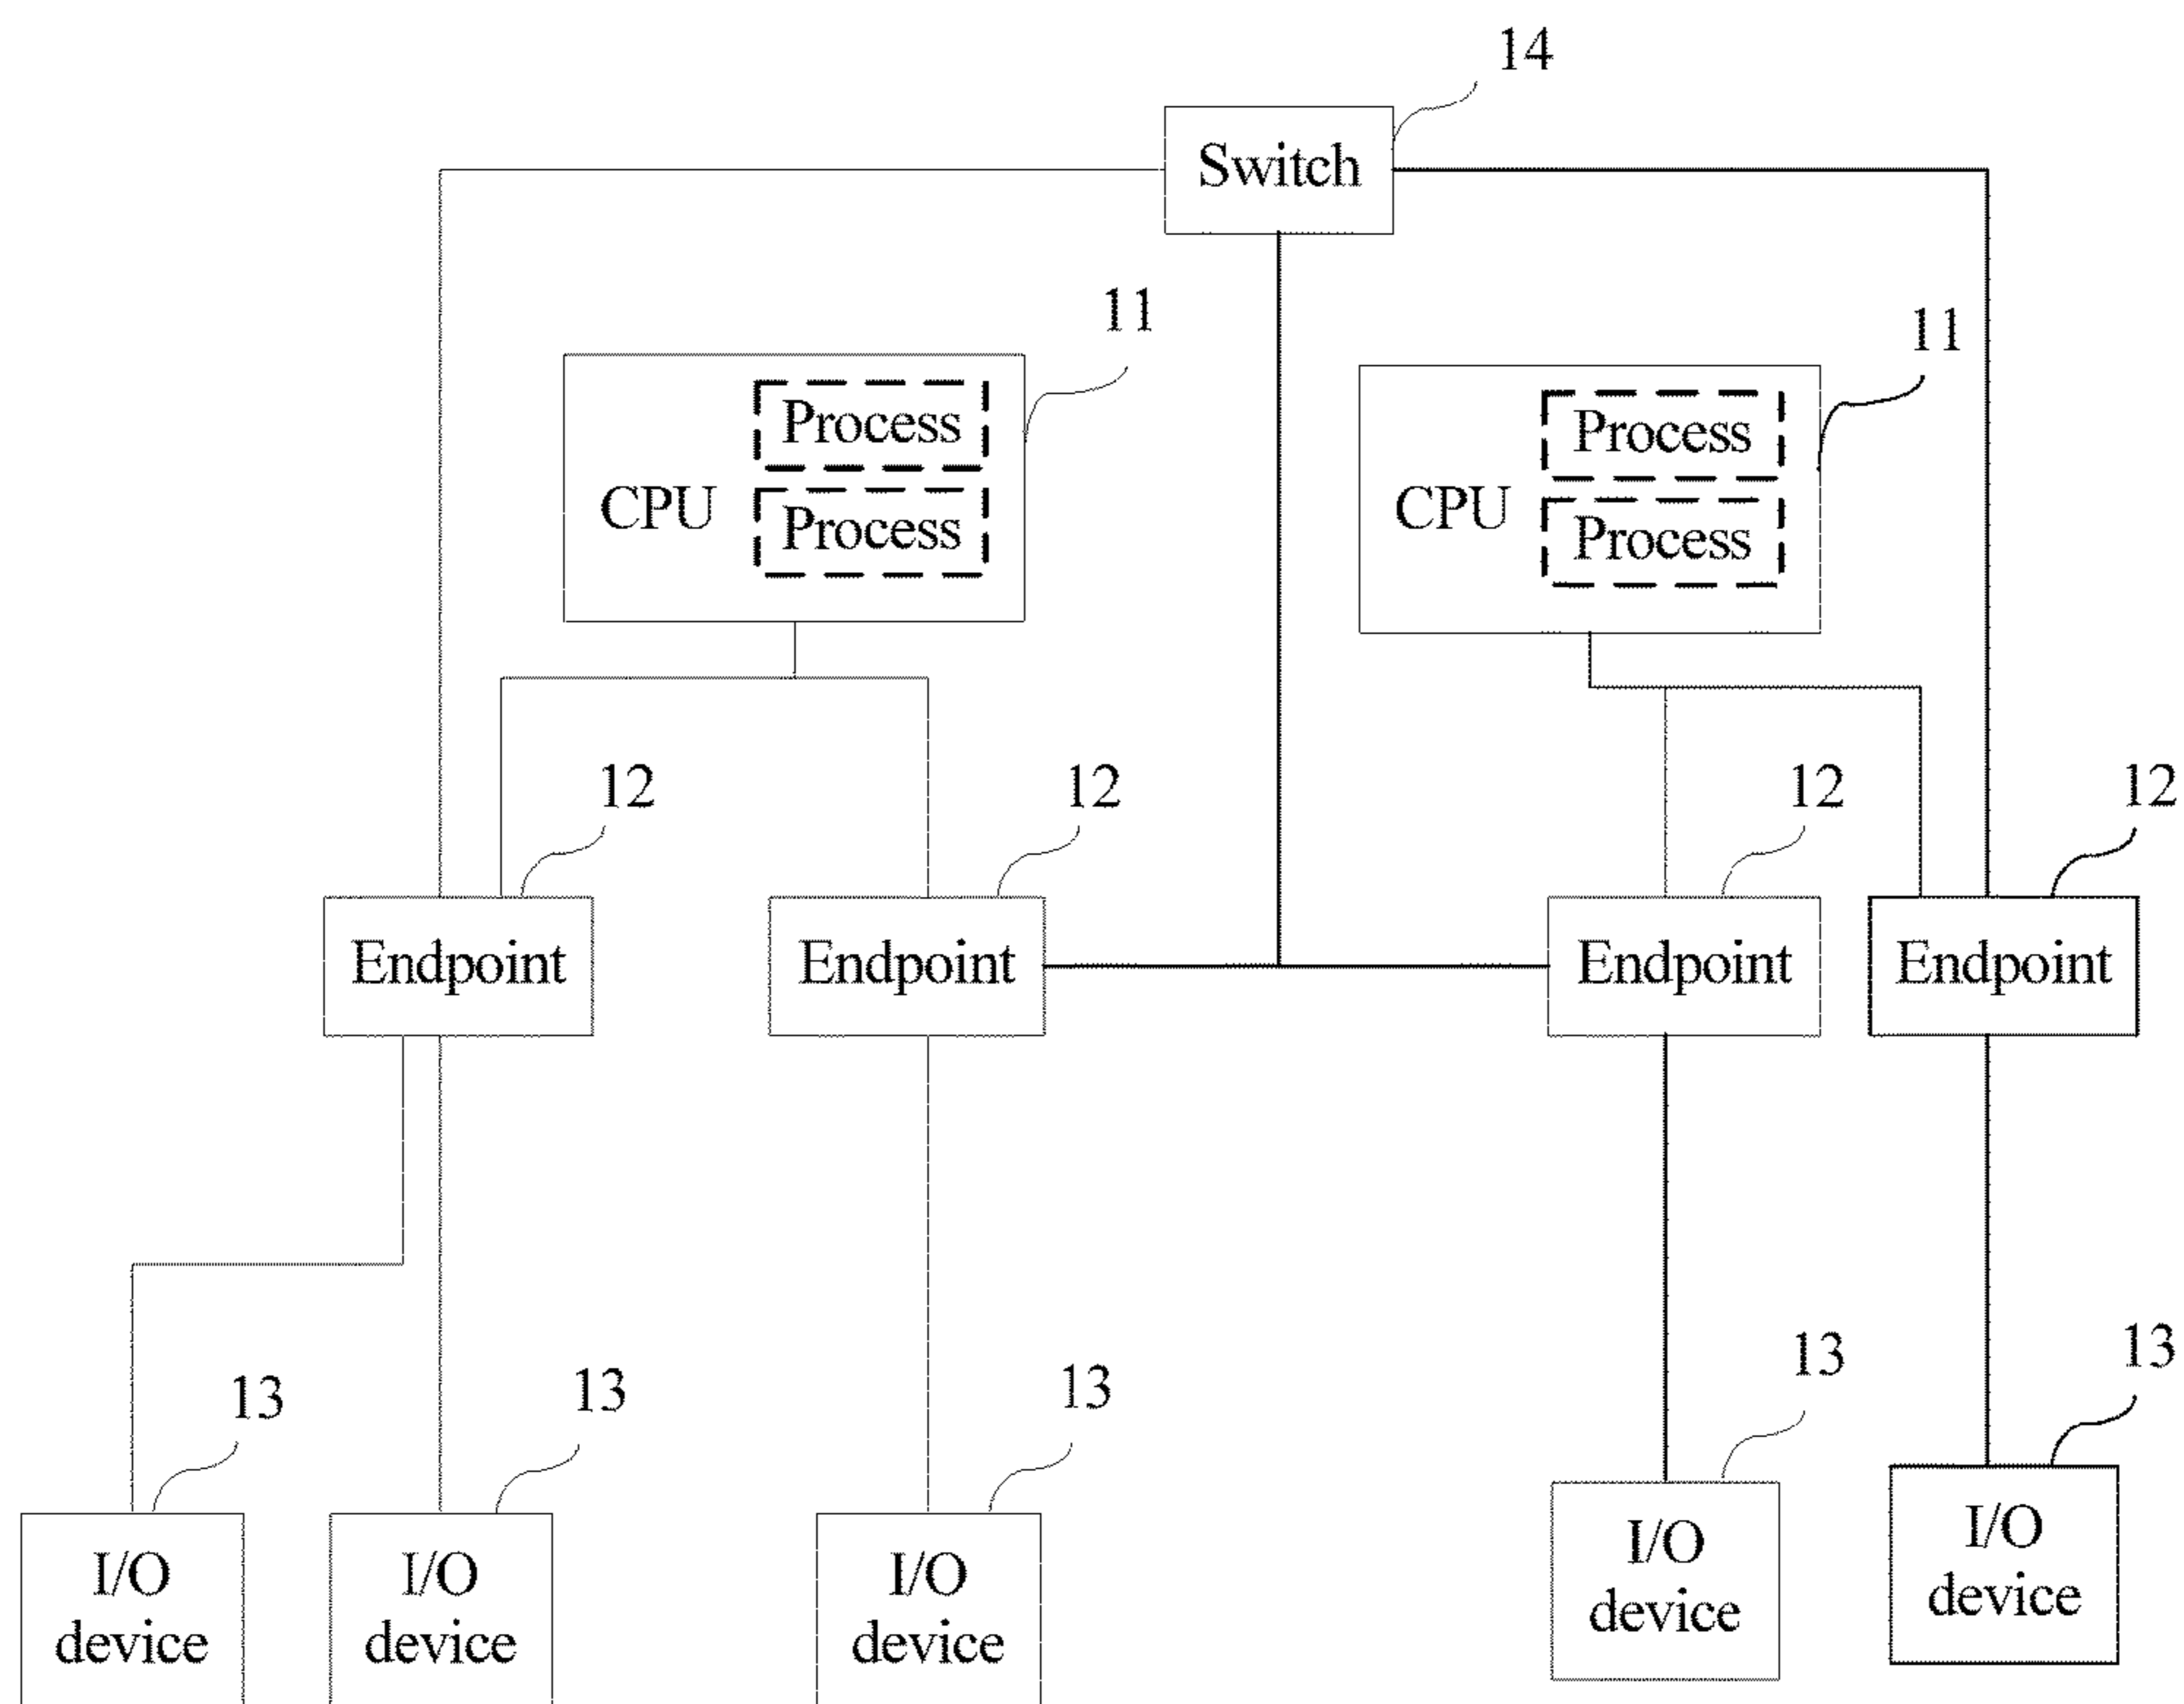 14
Switch
11
11
Process
Process
CPU
Process
Process
CPU
12
12
12
12
Endpoint
Endpoint
Endpoint
Endpoint
13
13
13
13
13
I/O
device
I/O
device
I/O
device
I/O
device
I/O
device